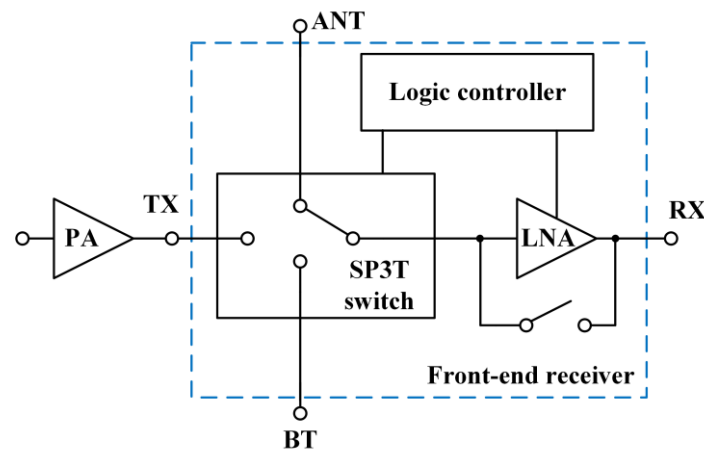 ANT
Logic controller
TX
PA
LNA
RX
SP3T
switch
Front-end receiver
BT